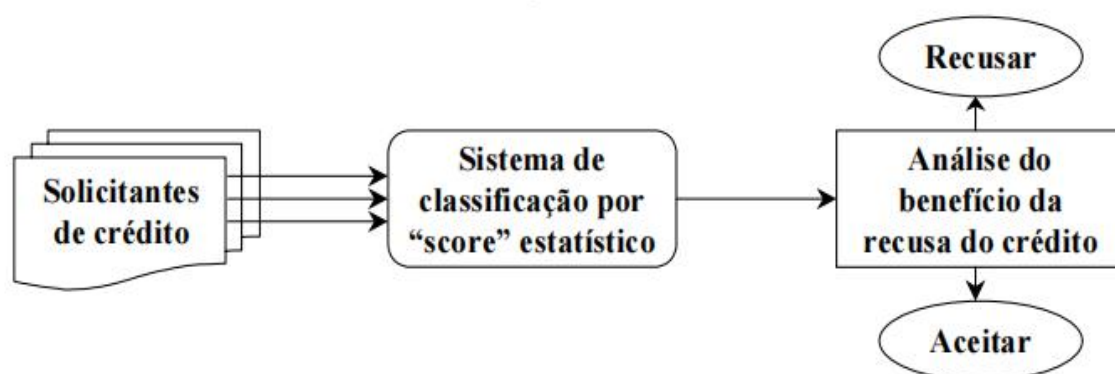 Solicitantes
de crédito
Sistema de
classificação por
“score” estatístico
Recusar
Análise do
benefício da
recusa do crédito
Aceitar